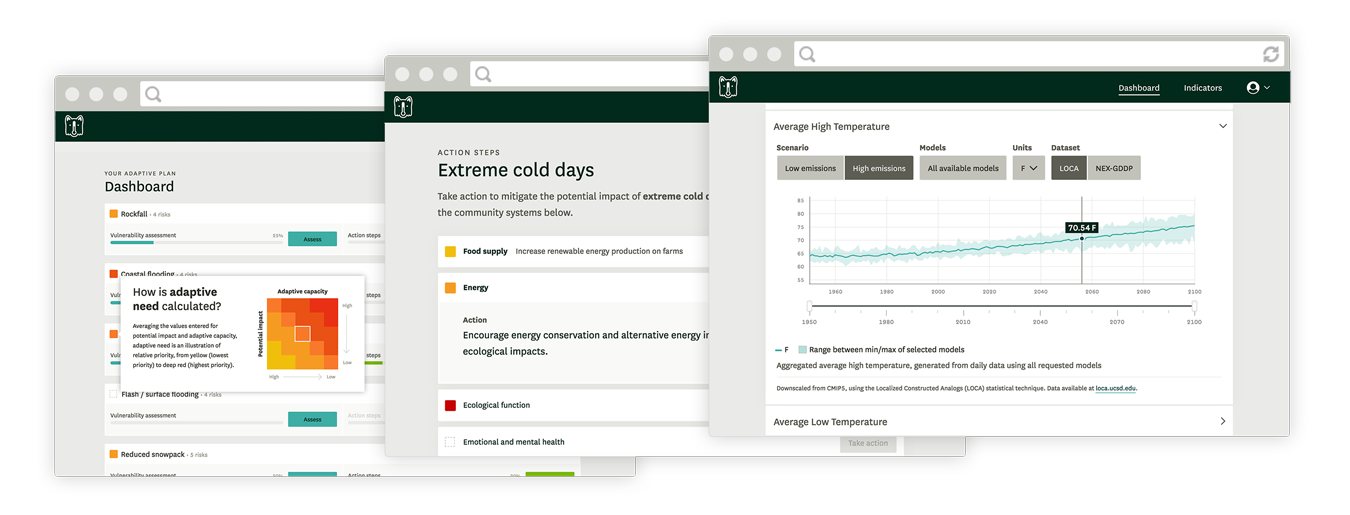 YOUR ADAPTIVE PLAN
Dashboard
Rockfall • 4 risks
Vulnerability assessment
Assess
Action steps
Coastal flooding • 4 risks
How is adaptive
need calculated?
Averaging the values entered for
potential impact and adaptive capacity,
adaptive need is an illustration of
relative priority, from yellow (lowest
priority) to deep red (highest priority).
Adaptive capacity
Potential impact
High
Low
High
Low
steps
steps
Flash / surface flooding • 4 risks
Vulnerability assessment
Assess
Action steps
Reduced snowpack • 5 risks
Vulnerability assessment
Action steps
ACTION STEPS
Extreme cold days
Take action to mitigate the potential impact of extreme cold
the community systems below.
Food supply Increase renewable energy production on farms
Energy
Action
Encourage energy conservation and alternative energy in
ecological impacts.
Ecological function
Emotional and mental health
Take action
Dashboard
Indicators
Average High Temperature
Scenario Models Units Dataset
Low emissions High emissions All available models F LOCA NEX-GDDP
85
80
75
70
65
60
55
70.54 F
1960 1980 2000 2020 2040 2060 2080 2100
1950 1980 2010 2040 2070 2100
F Range between min/max of selected models
Aggregated average high temperature, generated from daily data using all requested models
Downscaled from CMIP5, using the Localized Constructed Analogs (LOCA) statistical technique. Data available at loca.ucsd.edu.
Average Low Temperature